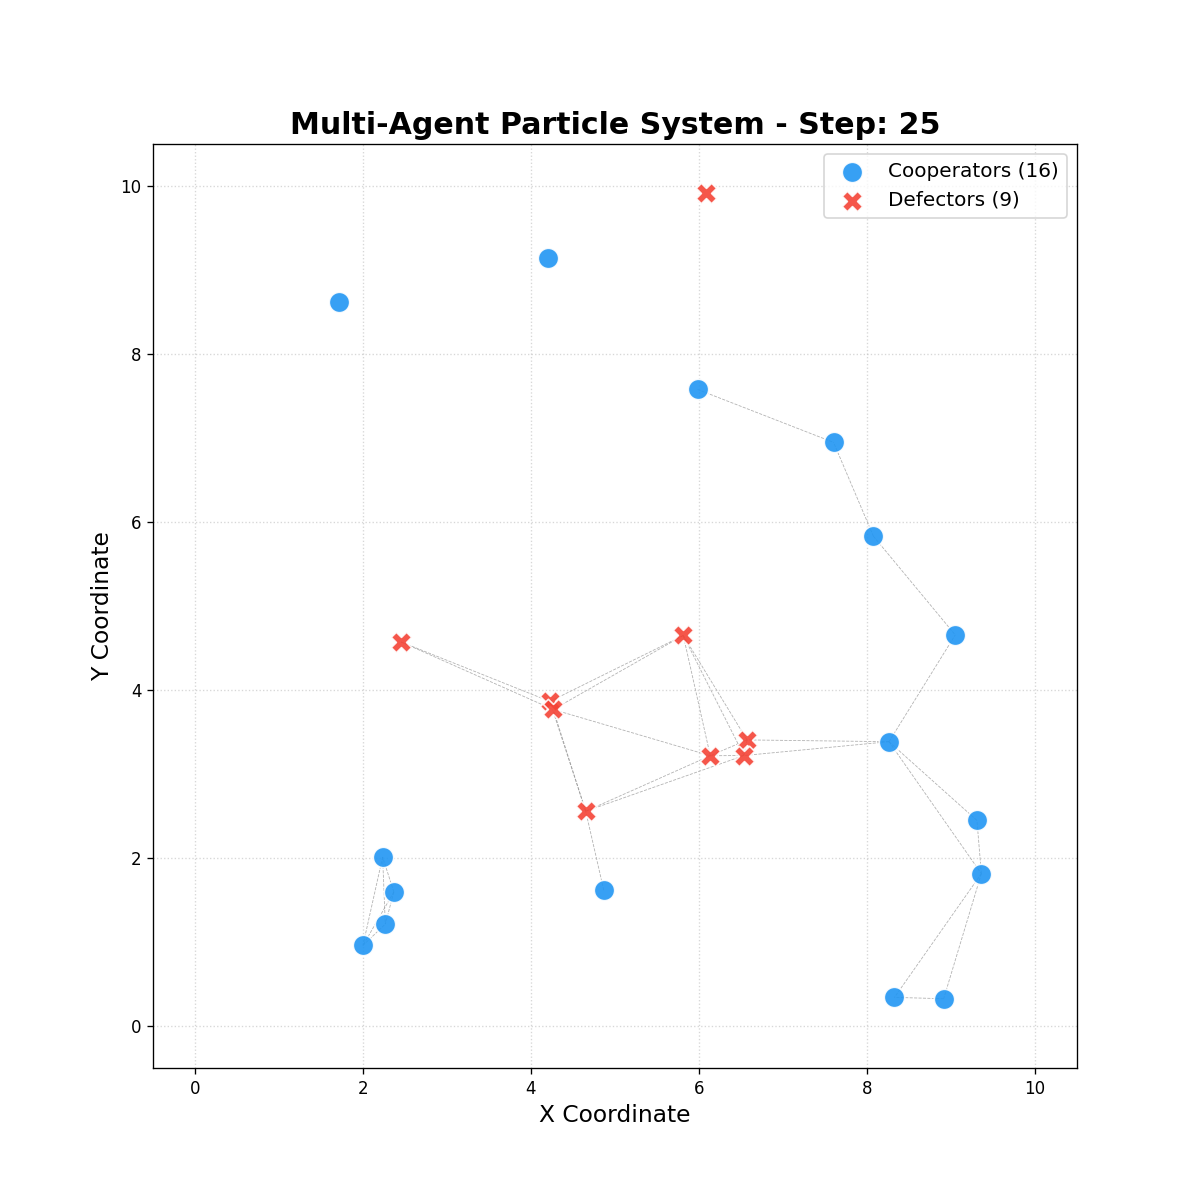 Multi-Agent Particle System - Step: 25
Cooperators (16)
Defectors (9)
10
8
6
4
2
0
Y Coordinate
0 2 4 6 8 10
X Coordinate